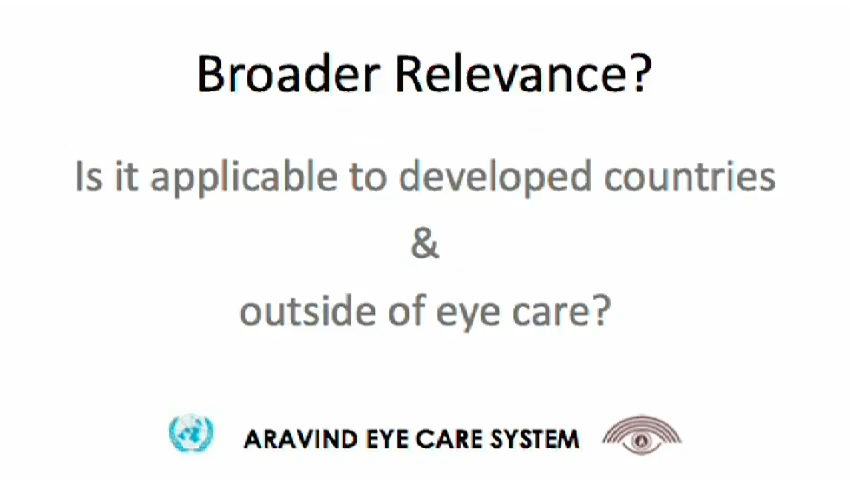 Broader Relevance?
Is it applicable to developed countries
&
outside of eye care?
ARAVIND EYE CARE SYSTEM